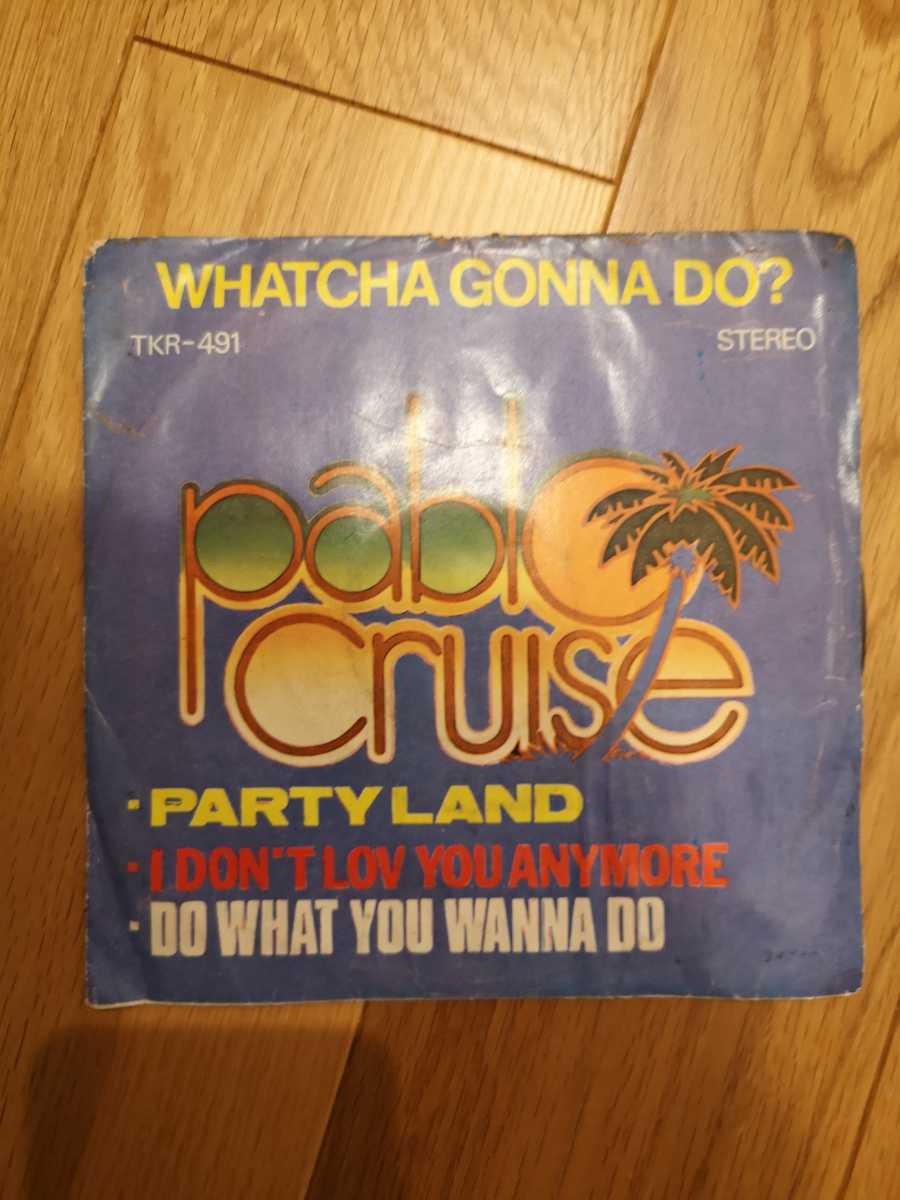 WHATCHA GONNA DO?
TKR-491 STEREO
pablo
cruise
· PARTY LAND
· I DON'T LOV YOU ANYMORE
· DO WHAT YOU WANNA DO